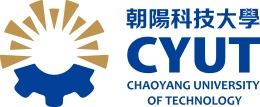 朝陽科技大學
CYUT
CHAOYANG UNIVERSITY
OF TECHNOLOGY